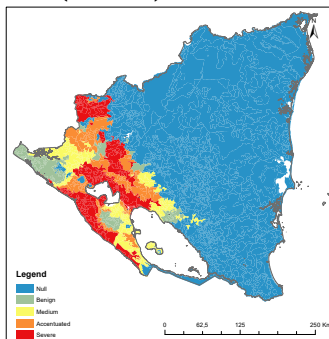 N
Legend
Null
Benign
Medium
Accentuated
Severe
0 62,5 125 250 Km